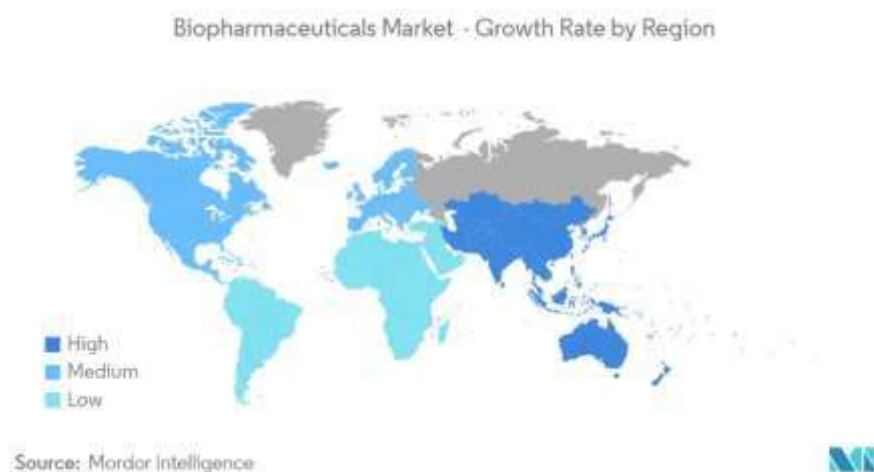 Biopharmaceuticals Market - Growth Rate by Region
High
Medium
Low
Source: Mordor Intelligence